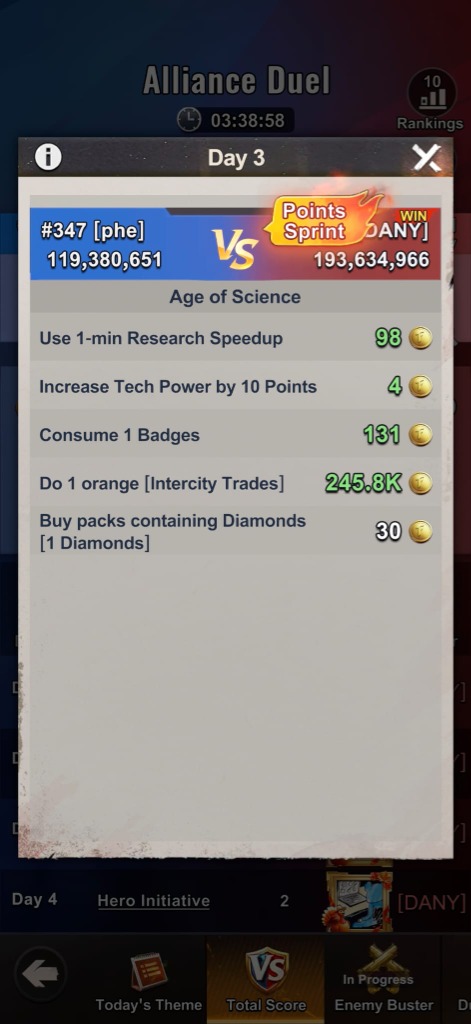 Alliance Duel
03:38:58
10
Rankings
i
Day 3
#347 [phe]
119,380,651
VS
Points
Sprint
WIN
DANY]
193,634,966
Age of Science
Use 1-min Research Speedup 98
Increase Tech Power by 10 Points 4
Consume 1 Badges 131
Do 1 orange [Intercity Trades] 245.8K
Buy packs containing Diamonds
[1 Diamonds] 30
Day 4 Hero Initiative 2 [DANY]
Today's Theme
VS
Total Score
In Progress
Enemy Buster